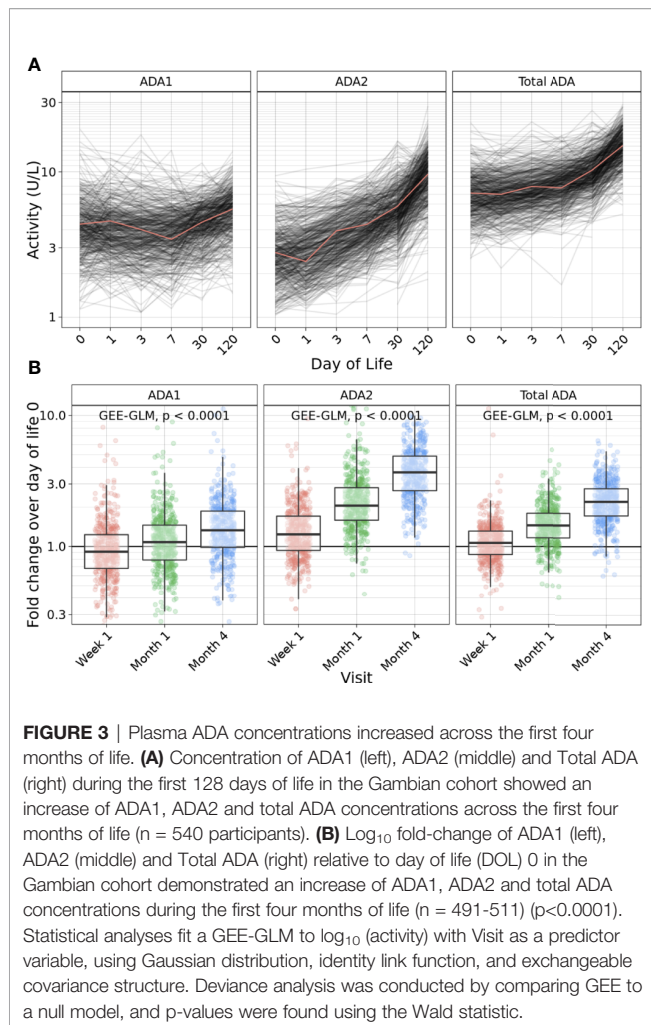 A
ADA1 ADA2 Total ADA
Activity (U/L)
30
10
3
1
0 1 3 7 30 120 0 1 3 7 30 120 0 1 3 7 30 120
Day of Life
B
ADA1 ADA2 Total ADA
GEE-GLM, p < 0.0001 GEE-GLM, p < 0.0001 GEE-GLM, p < 0.0001
Fold change over day of life 0
10.0
3.0
1.0
0.3
Week 1 Month 1 Month 4 Week 1 Month 1 Month 4 Week 1 Month 1 Month 4
Visit
FIGURE 3 | Plasma ADA concentrations increased across the first four
months of life. (A) Concentration of ADA1 (left), ADA2 (middle) and Total ADA
(right) during the first 128 days of life in the Gambian cohort showed an
increase of ADA1, ADA2 and total ADA concentrations across the first four
months of life (n = 540 participants). (B) Log10 fold-change of ADA1 (left),
ADA2 (middle) and Total ADA (right) relative to day of life (DOL) 0 in the
Gambian cohort demonstrated an increase of ADA1, ADA2 and total ADA
concentrations during the first four months of life (n = 491-511) (p<0.0001).
Statistical analyses fit a GEE-GLM to log10 (activity) with Visit as a predictor
variable, using Gaussian distribution, identity link function, and exchangeable
covariance structure. Deviance analysis was conducted by comparing GEE to
a null model, and p-values were found using the Wald statistic.